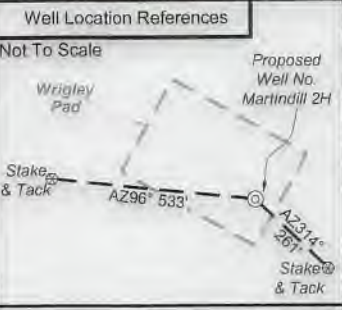 Well Location References
Not To Scale
Proposed
Well No.
Martindill 2H
Wrigley
Pad
Stake
& Tack
AZ96° 533'
AZ314°
261'
Stake
& Tack